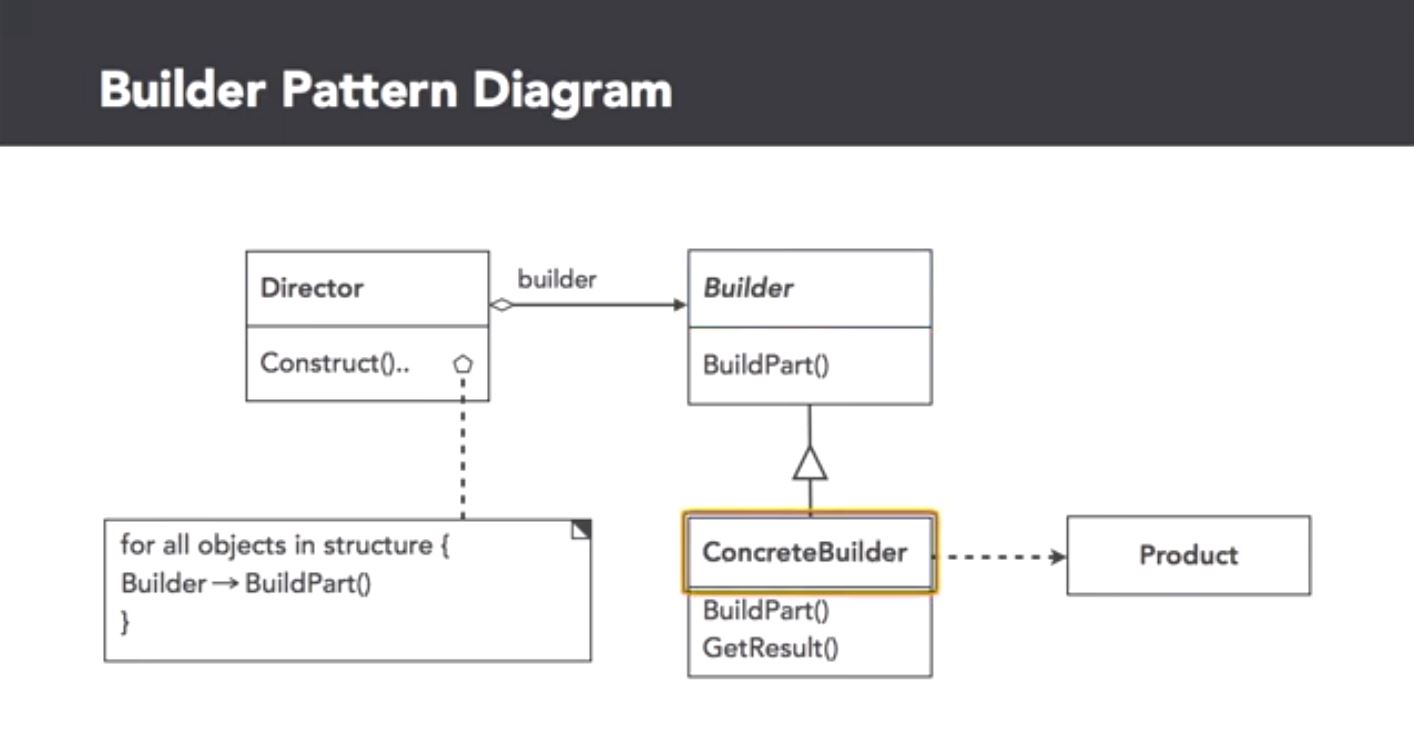 Builder Pattern Diagram
Director
builder
Builder
Construct()..
BuildPart()
for all objects in structure {
Builder → BuildPart()
}
ConcreteBuilder
Product
BuildPart()
GetResult()